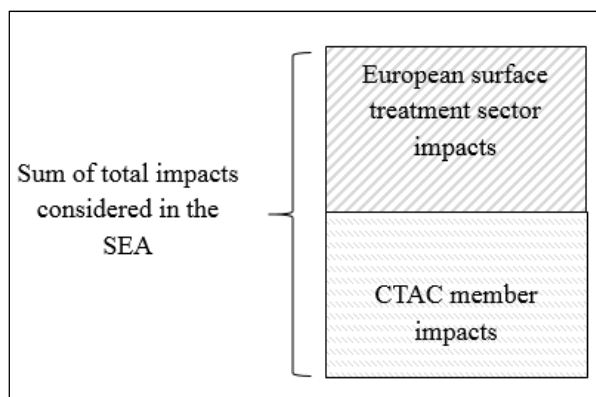 European surface
treatment sector
impacts
Sum of total impacts
considered in the
SEA
CTAC member
impacts